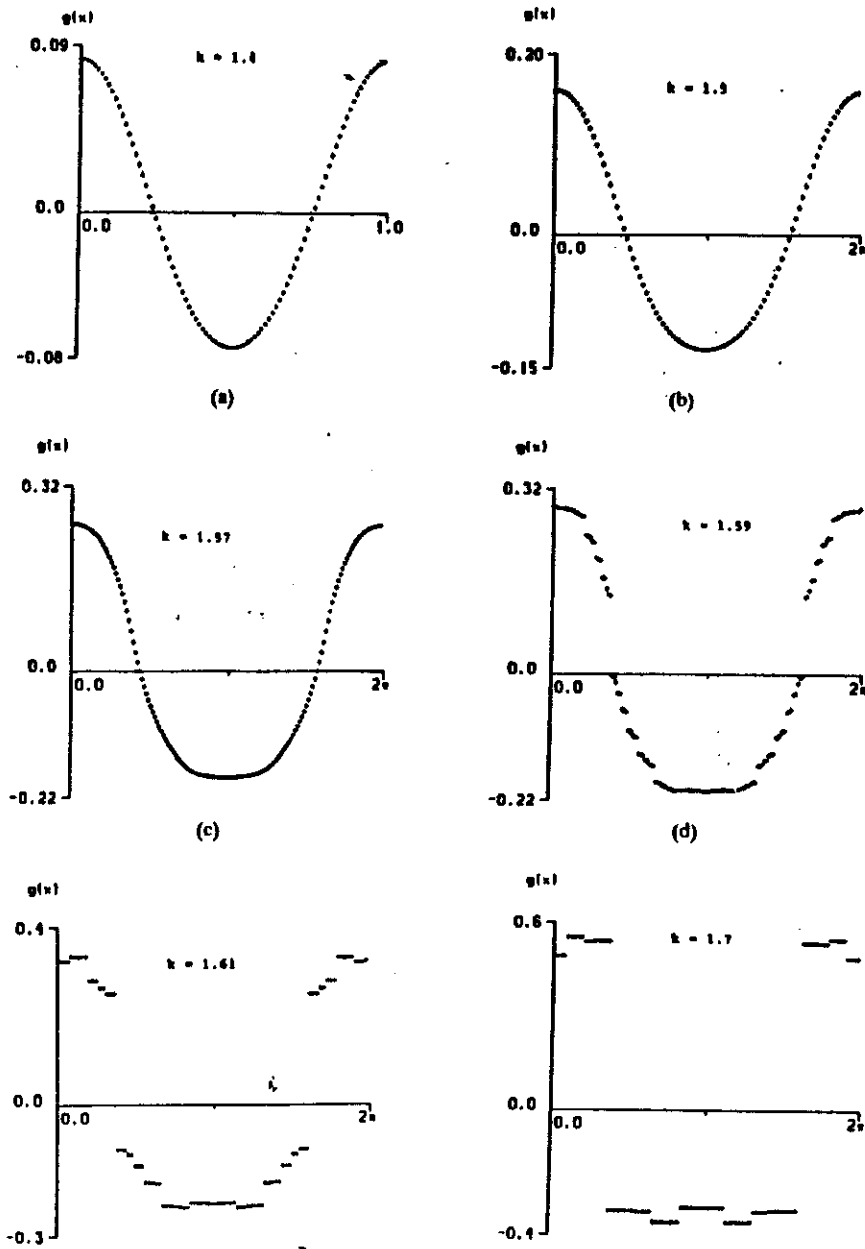 g(x)
0.09
k = 1.4
0.0
0.0
1.0
-0.08
(a)
g(x)
0.20
k = 1.5
0.0
0.0
2π
-0.15
(b)
g(x)
0.32
k = 1.57
0.0
0.0
2π
-0.22
(c)
g(x)
0.32
k = 1.59
0.0
0.0
2π
-0.22
(d)
g(x)
0.4
k = 1.61
0.0
0.0
2π
-0.3
g(x)
0.6
k = 1.7
0.0
0.0
2π
-0.4